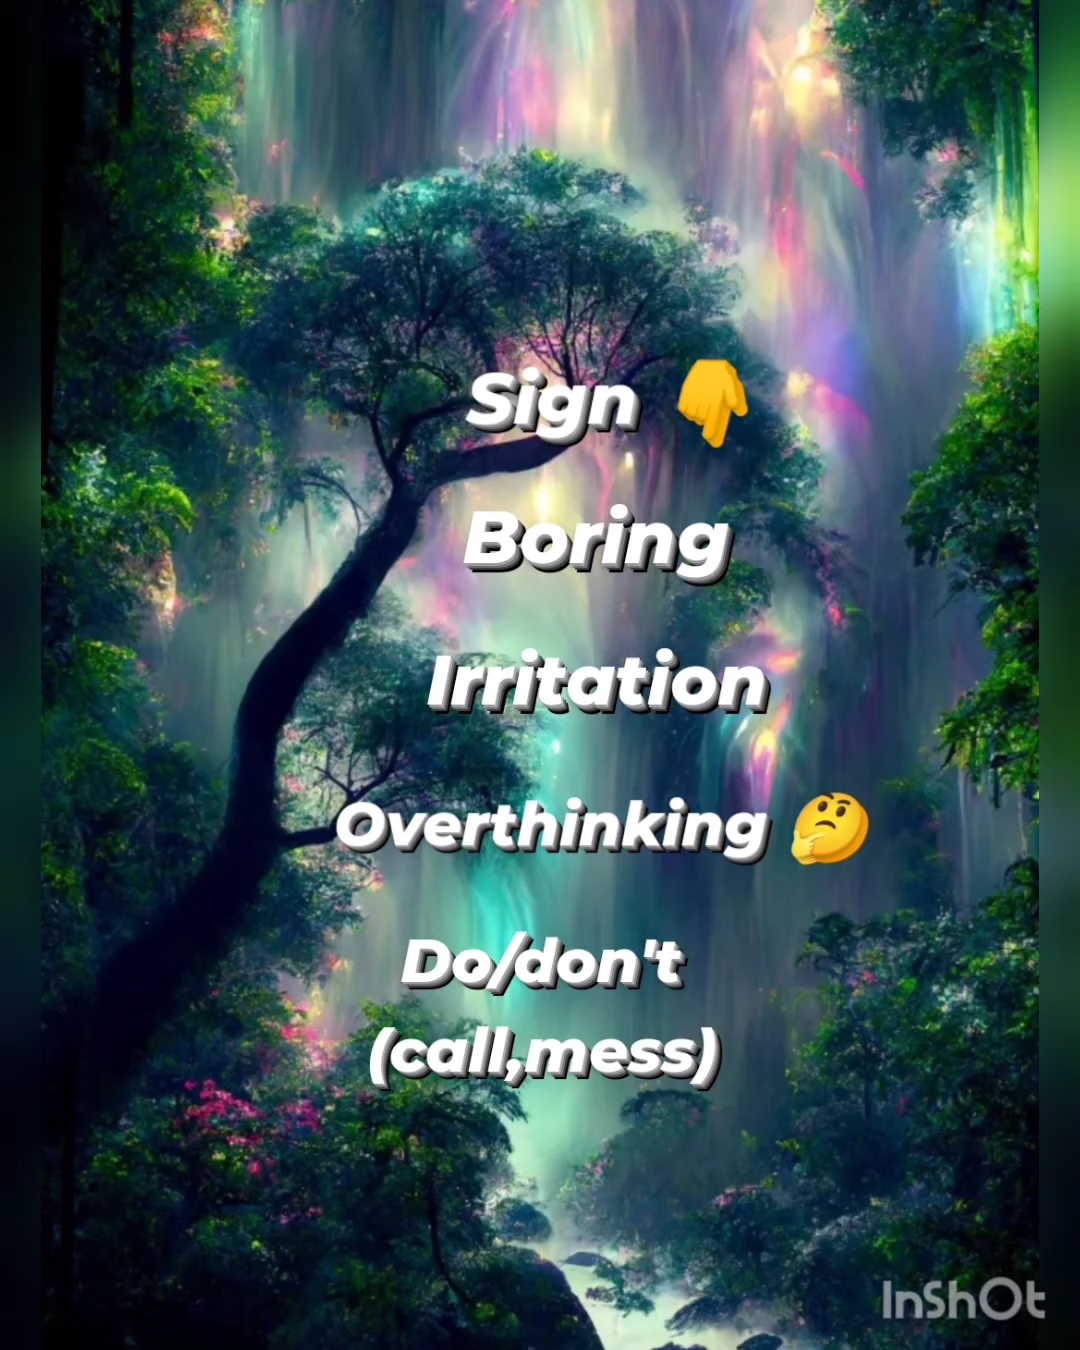 Sign 👇
Boring
Irritation
Overthinking 🤔
Do/don't
(call,mess)
InShOt